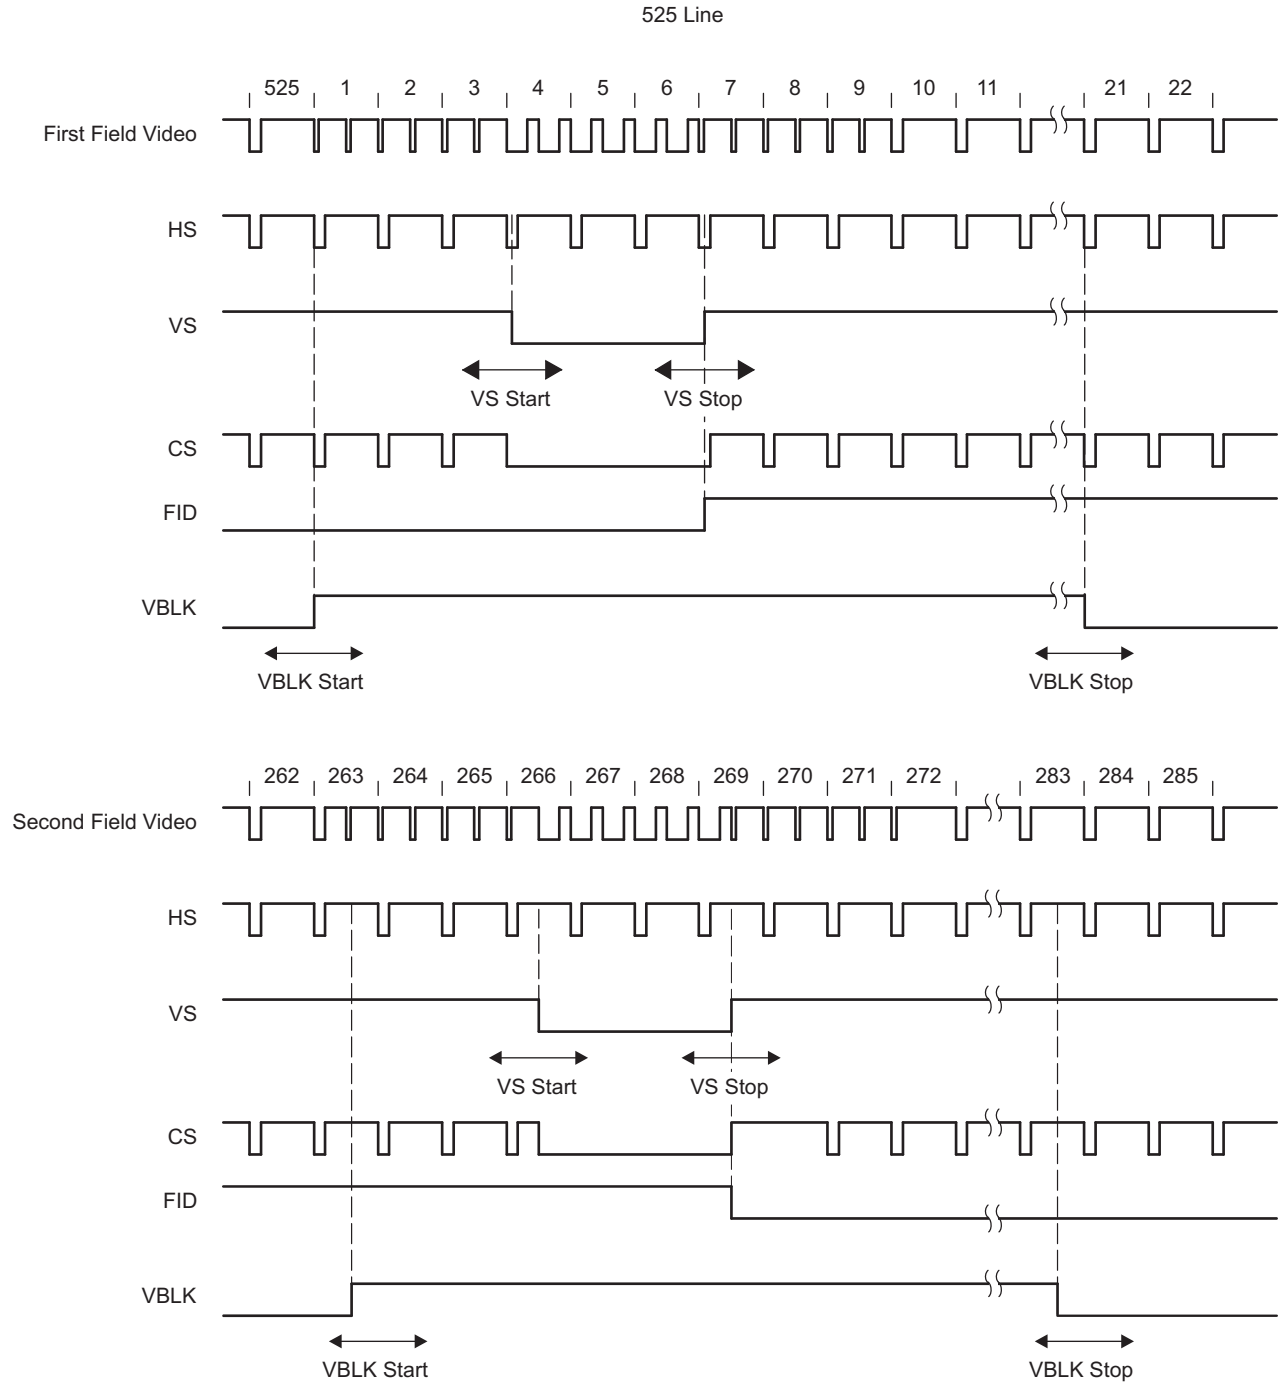 525 Line
525 1 2 3 4 5 6 7 8 9 10 11 21 22
First Field Video
HS
VS
VS Start VS Stop
CS
FID
VBLK
VBLK Start VBLK Stop
262 263 264 265 266 267 268 269 270 271 272 283 284 285
Second Field Video
HS
VS
VS Start VS Stop
CS
FID
VBLK
VBLK Start VBLK Stop